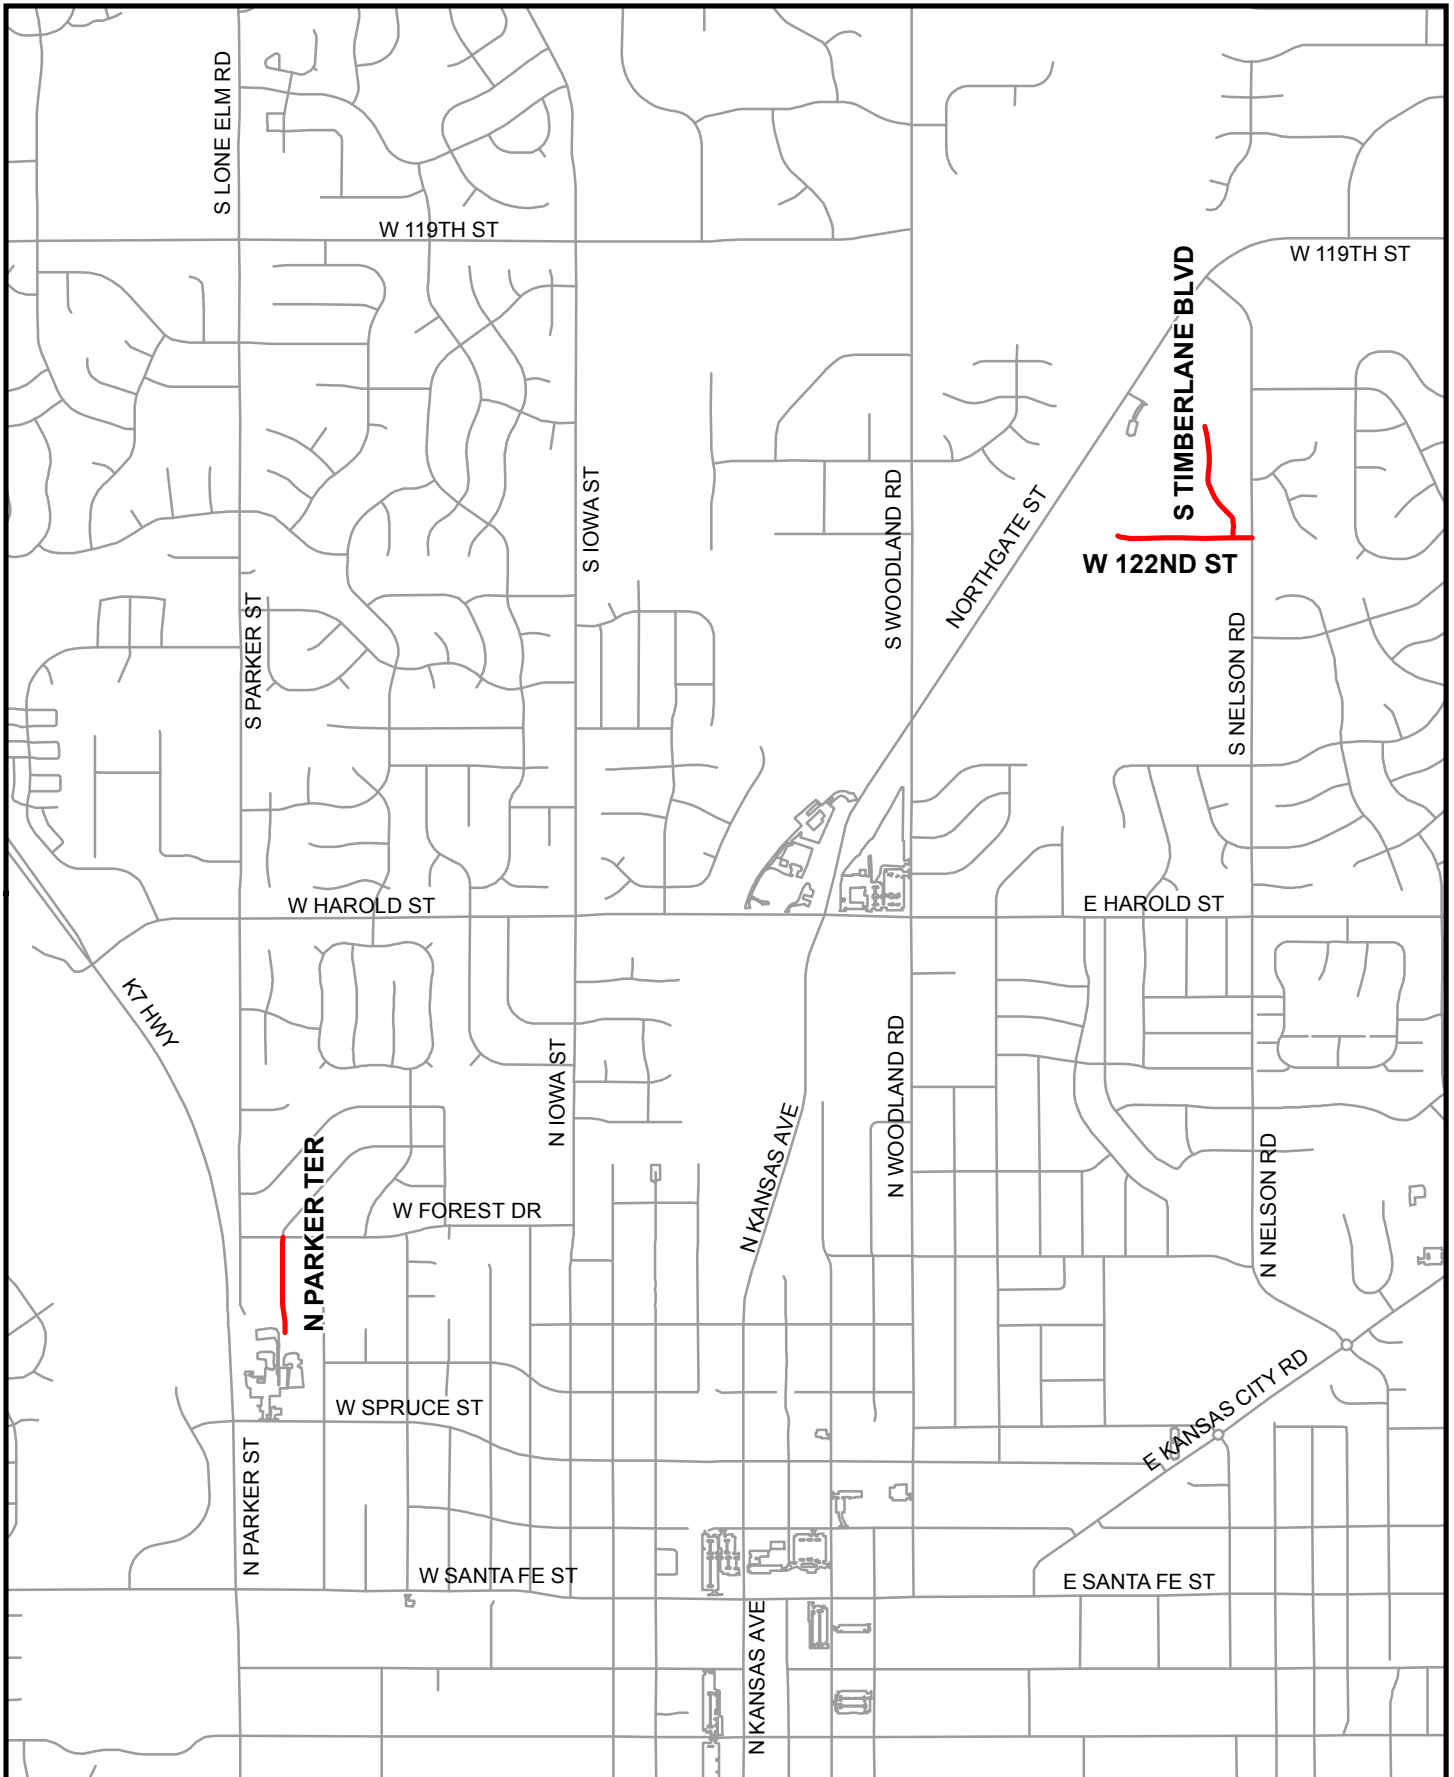 S LONE ELM RD
W 119TH ST
W 119TH ST
S TIMBERLANE BLVD
S IOWA ST
S WOODLAND RD
NORTHGATE ST
W 122ND ST
S PARKER ST
S NELSON RD
W HAROLD ST
E HAROLD ST
K7 HWY
N IOWA ST
N WOODLAND RD
N KANSAS AVE
N PARKER TER
N NELSON RD
W FOREST DR
E KANSAS CITY RD
W SPRUCE ST
N PARKER ST
W SANTA FE ST
E SANTA FE ST
N KANSAS AVE